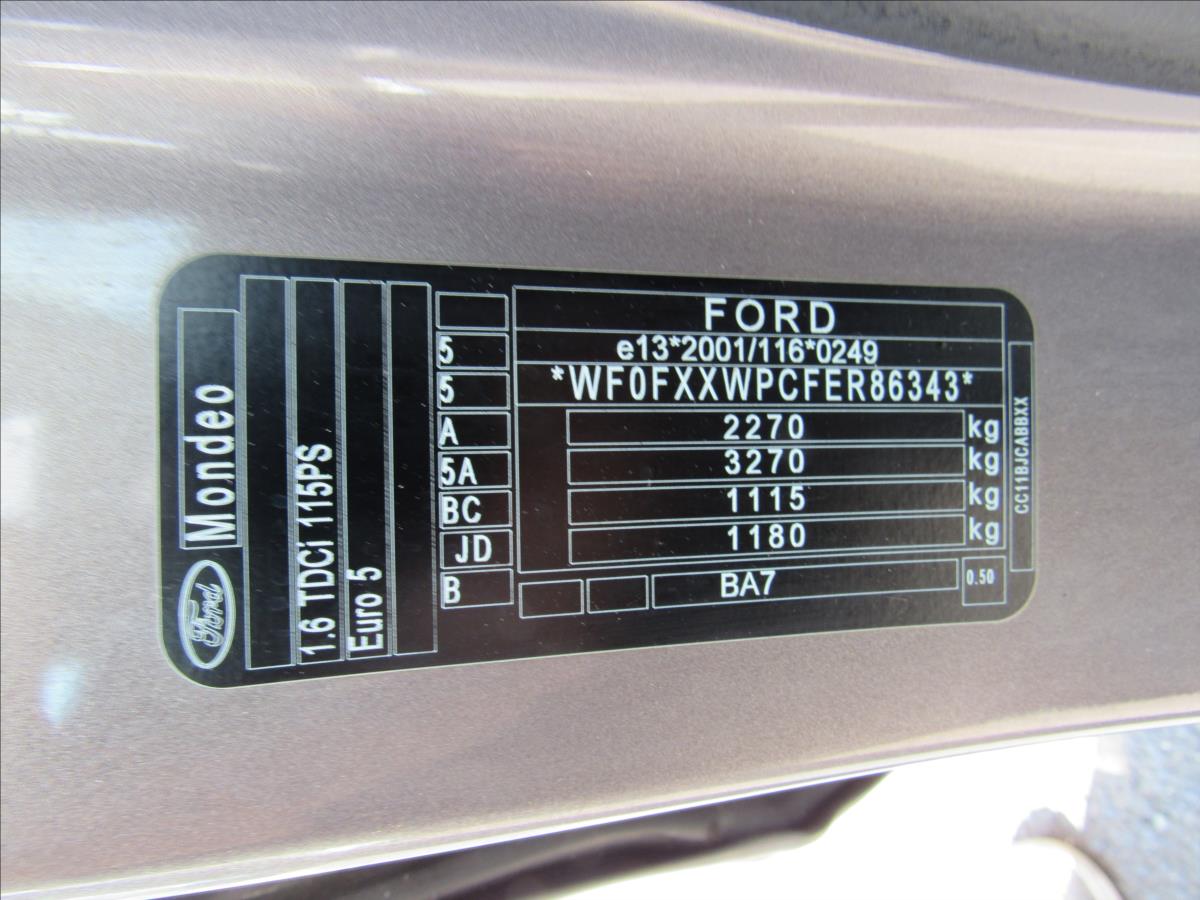 Ford
Mondeo
1.6 TDCi 115PS
Euro 5
5
5
A
5A
BC
JD
B
FORD
e13*2001/116*0249
*WF0FXXWPCFER86343*
2270 kg
3270 kg
1115 kg
1180 kg
BA7
0.50
CC11BJCABBXX